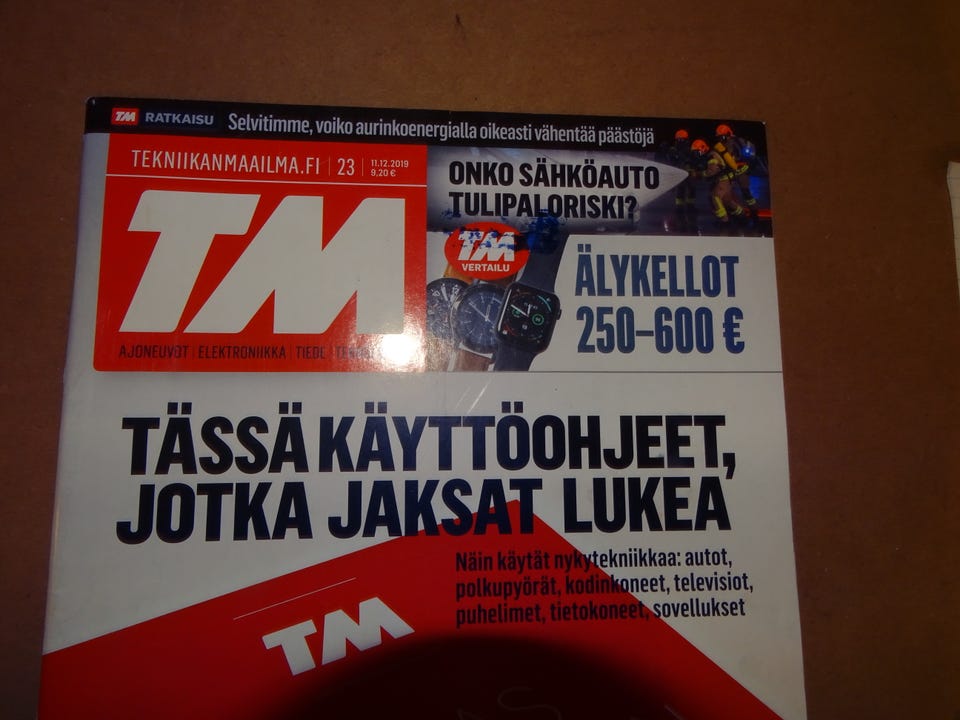 TM RATKAISU Selvitimme, voiko aurinkoenergialla oikeasti vähentää päästöjä
TEKNIIKANMAAILMA.FI | 23 | 11.12.2019
9,20 €
TM
AJONEUVOT | ELEKTRONIIKKA | TIEDE
ONKO SÄHKÖAUTO
TULIPALORISKI?
TM
VERTAILU
ÄLYKELLOT
250–600 €
TÄSSÄ KÄYTTÖOHJEET,
JOTKA JAKSAT LUKEA
Näin käytät nykytekniikkaa: autot,
polkupyörät, kodinkoneet, televisiot,
puhelimet, tietokoneet, sovellukset
TM